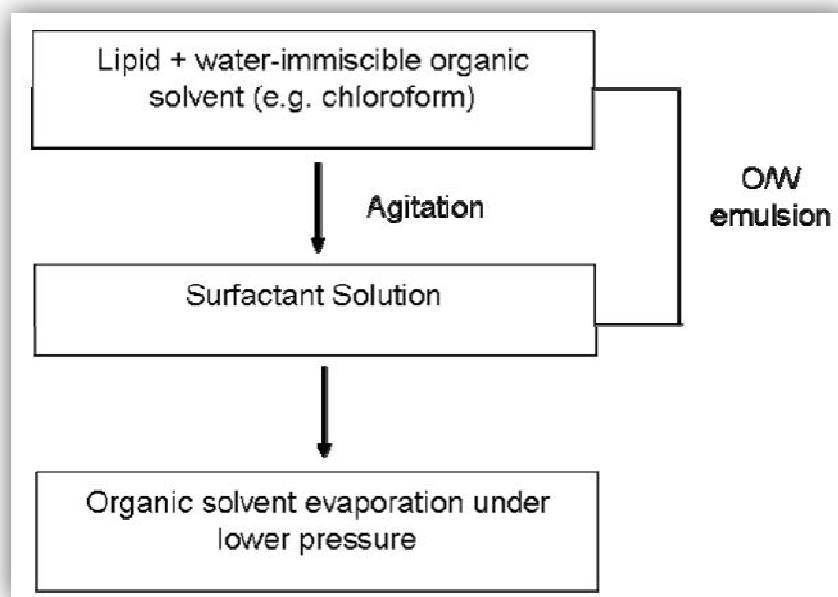 Lipid + water-immiscible organic
solvent (e.g. chloroform)
Agitation
O/W
emulsion
Surfactant Solution
Organic solvent evaporation under
lower pressure